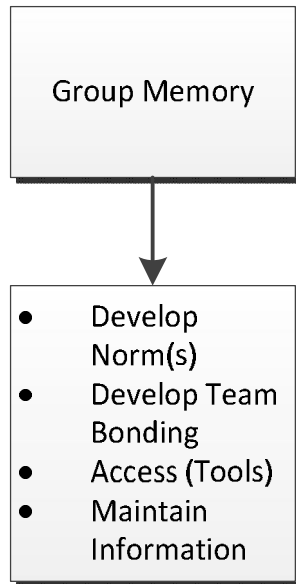 Group Memory
• Develop
Norm(s)
• Develop Team
Bonding
• Access (Tools)
• Maintain
Information